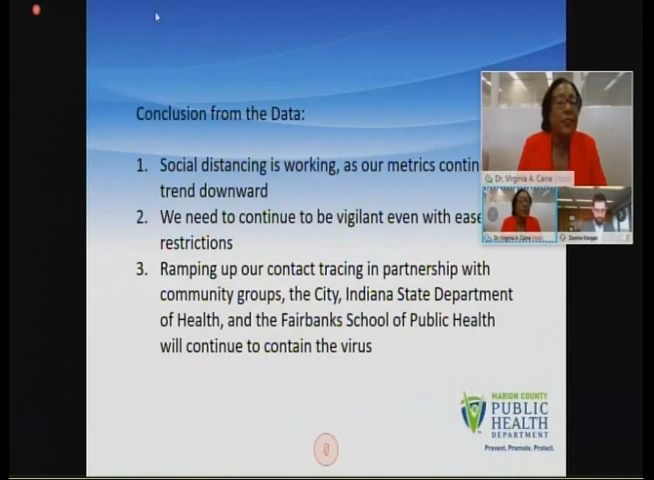 Conclusion from the Data:
1. Social distancing is working, as our metrics contin
trend downward
2. We need to continue to be vigilant even with ease
restrictions
3. Ramping up our contact tracing in partnership with
community groups, the City, Indiana State Department
of Health, and the Fairbanks School of Public Health
will continue to contain the virus
Dr. Virginia A. Caine (Host)
Dr. Virginia A. Caine (Host)
MARION COUNTY
PUBLIC
HEALTH
DEPARTMENT
Prevent. Promote. Protect.